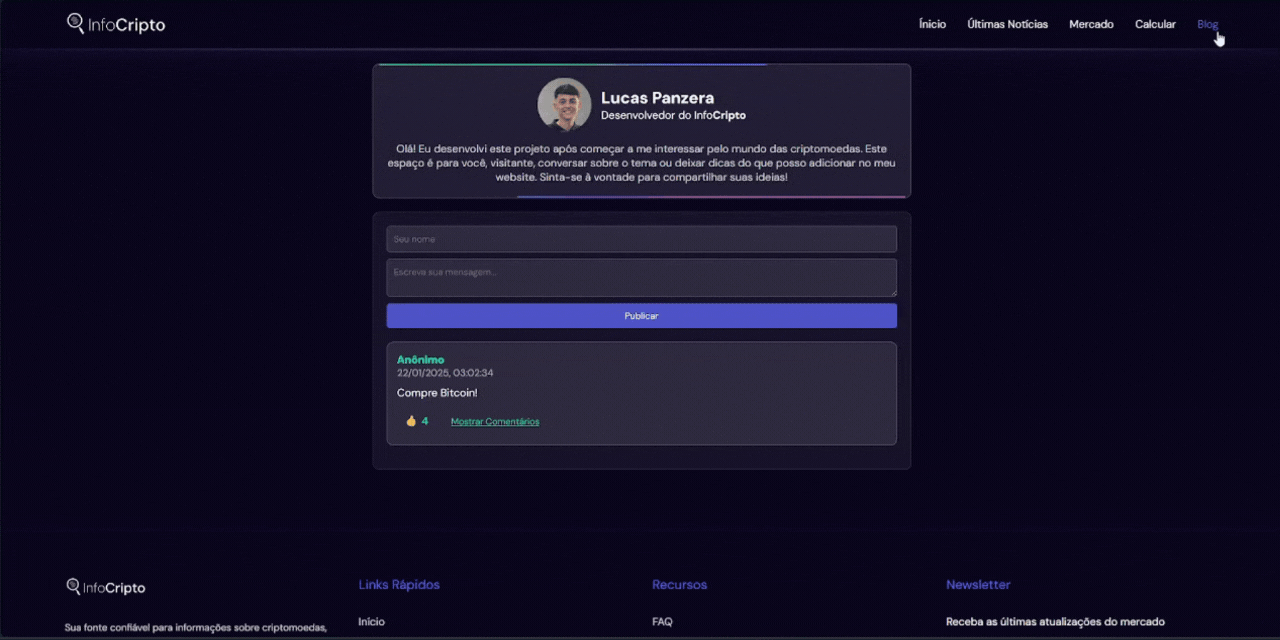 InfoCripto
Ínicio Últimas Notícias Mercado Calcular Blog
Lucas Panzera
Desenvolvedor do InfoCripto
Olá! Eu desenvolvi este projeto após começar a me interessar pelo mundo das criptomoedas. Este
espaço é para você, visitante, conversar sobre o tema ou deixar dicas do que posso adicionar no meu
website. Sinta-se à vontade para compartilhar suas ideias!
Seu nome
Escreva sua mensagem...
Publicar
Anônimo
22/01/2025, 03:02:34
Compre Bitcoin!
4 Mostrar Comentários
InfoCripto
Links Rápidos
Recursos
Newsletter
Sua fonte confiável para informações sobre criptomoedas,
Início
FAQ
Receba as últimas atualizações do mercado